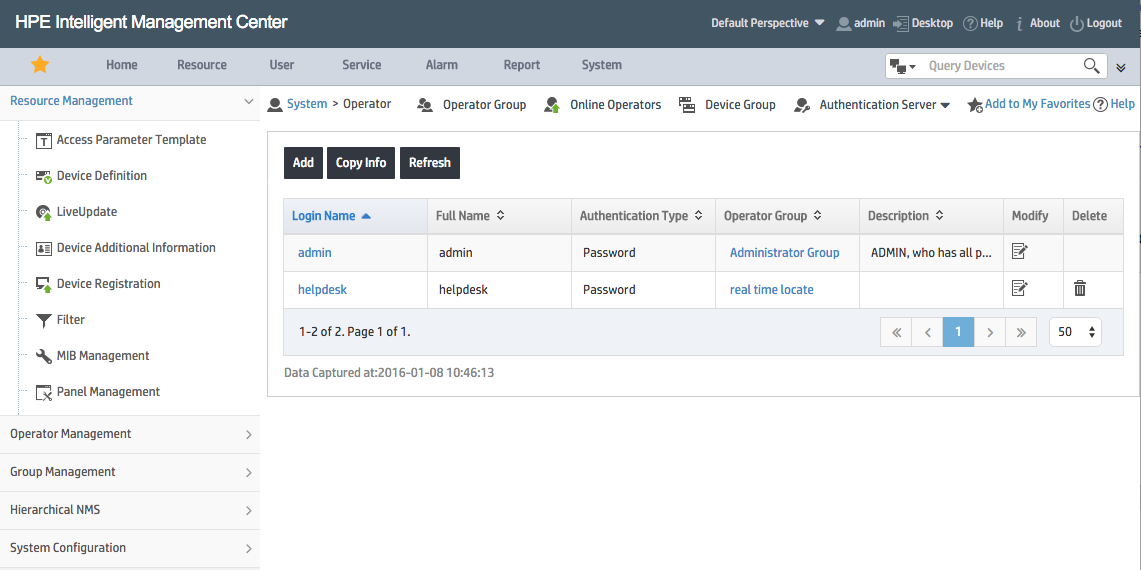 HPE Intelligent Management Center
Default Perspective admin Desktop Help About Logout
Home Resource User Service Alarm Report System Query Devices
Resource Management
System > Operator Operator Group Online Operators Device Group Authentication Server Add to My Favorites Help
Access Parameter Template
Device Definition
LiveUpdate
Device Additional Information
Device Registration
Filter
MIB Management
Panel Management
Operator Management
Group Management
Hierarchical NMS
System Configuration
Add Copy Info Refresh
Login Name Full Name Authentication Type Operator Group Description Modify Delete
admin admin Password Administrator Group ADMIN, who has all p...
helpdesk helpdesk Password real time locate
1-2 of 2. Page 1 of 1. « < 1 > » 50
Data Captured at:2016-01-08 10:46:13